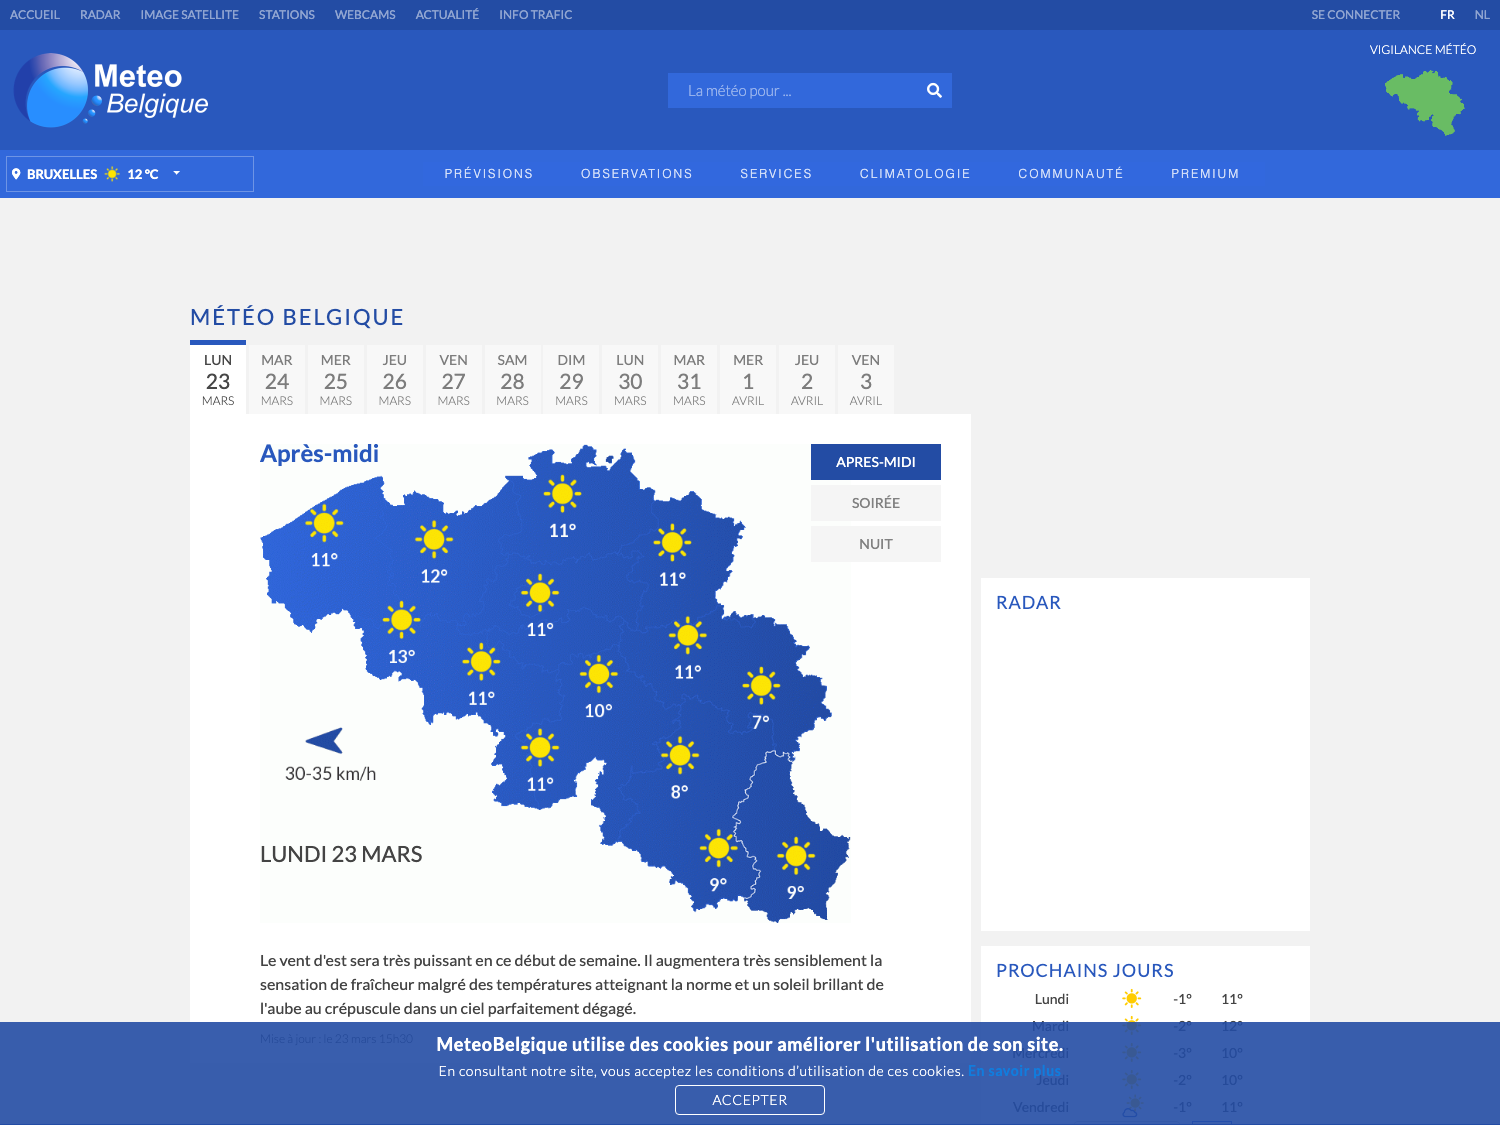 ACCUEIL RADAR IMAGE SATELLITE STATIONS WEBCAMS ACTUALITÉ INFO TRAFIC SE CONNECTER FR NL
VIGILANCE MÉTÉO
Meteo
Belgique
La météo pour ...
BRUXELLES 12 °C PRÉVISIONS OBSERVATIONS SERVICES CLIMATOLOGIE COMMUNAUTÉ PREMIUM
MÉTÉO BELGIQUE
LUN MAR MER JEU VEN SAM DIM LUN MAR MER JEU VEN
23 24 25 26 27 28 29 30 31 1 2 3
MARS MARS MARS MARS MARS MARS MARS MARS MARS AVRIL AVRIL AVRIL
Après-midi
APRES-MIDI
SOIRÉE
NUIT
11°
11°
12°
11°
11°
13°
11°
11°
10°
7°
11°
8°
9°
9°
30-35 km/h
LUNDI 23 MARS
Le vent d'est sera très puissant en ce début de semaine. Il augmentera très sensiblement la
sensation de fraîcheur malgré des températures atteignant la norme et un soleil brillant de
l'aube au crépuscule dans un ciel parfaitement dégagé.
Mise à jour : le 23 mars 15h30
RADAR
PROCHAINS JOURS
Lundi -1° 11°
Mardi -2° 12°
Mercredi -3° 10°
Jeudi -2° 10°
Vendredi -1° 11°
MeteoBelgique utilise des cookies pour améliorer l'utilisation de son site.
En consultant notre site, vous acceptez les conditions d'utilisation de ces cookies. En savoir plus
ACCEPTER